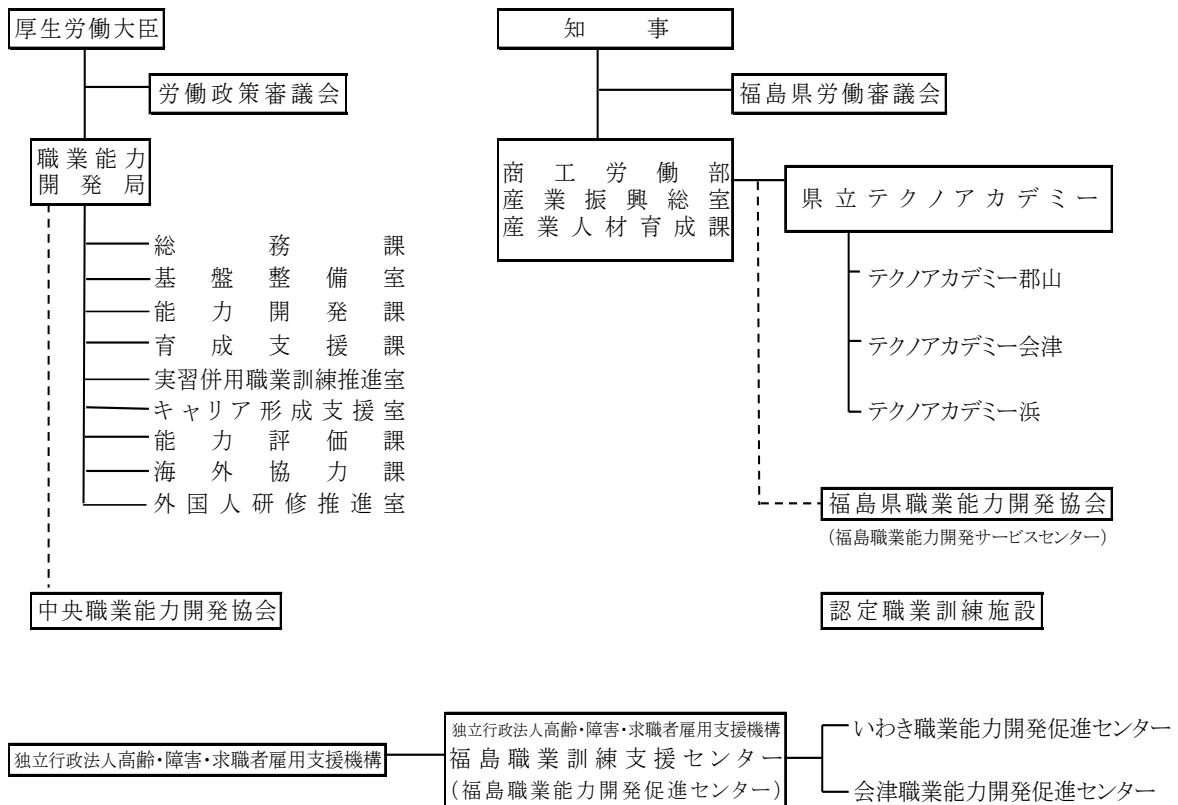 厚生労働大臣
労働政策審議会
職業能力
開発局
総務課
基盤整備室
能力開発課
育成支援課
実習併用職業訓練推進室
キャリア形成支援室
能力評価課
海外協力課
外国人研修推進室
中央職業能力開発協会
知事
福島県労働審議会
商工労働部
産業振興総室
産業人材育成課
県立テクノアカデミー
テクノアカデミー郡山
テクノアカデミー会津
テクノアカデミー浜
福島県職業能力開発協会
(福島職業能力開発サービスセンター)
認定職業訓練施設
独立行政法人高齢・障害・求職者雇用支援機構
独立行政法人高齢・障害・求職者雇用支援機構
福島職業訓練支援センター
(福島職業能力開発促進センター)
いわき職業能力開発促進センター
会津職業能力開発促進センター